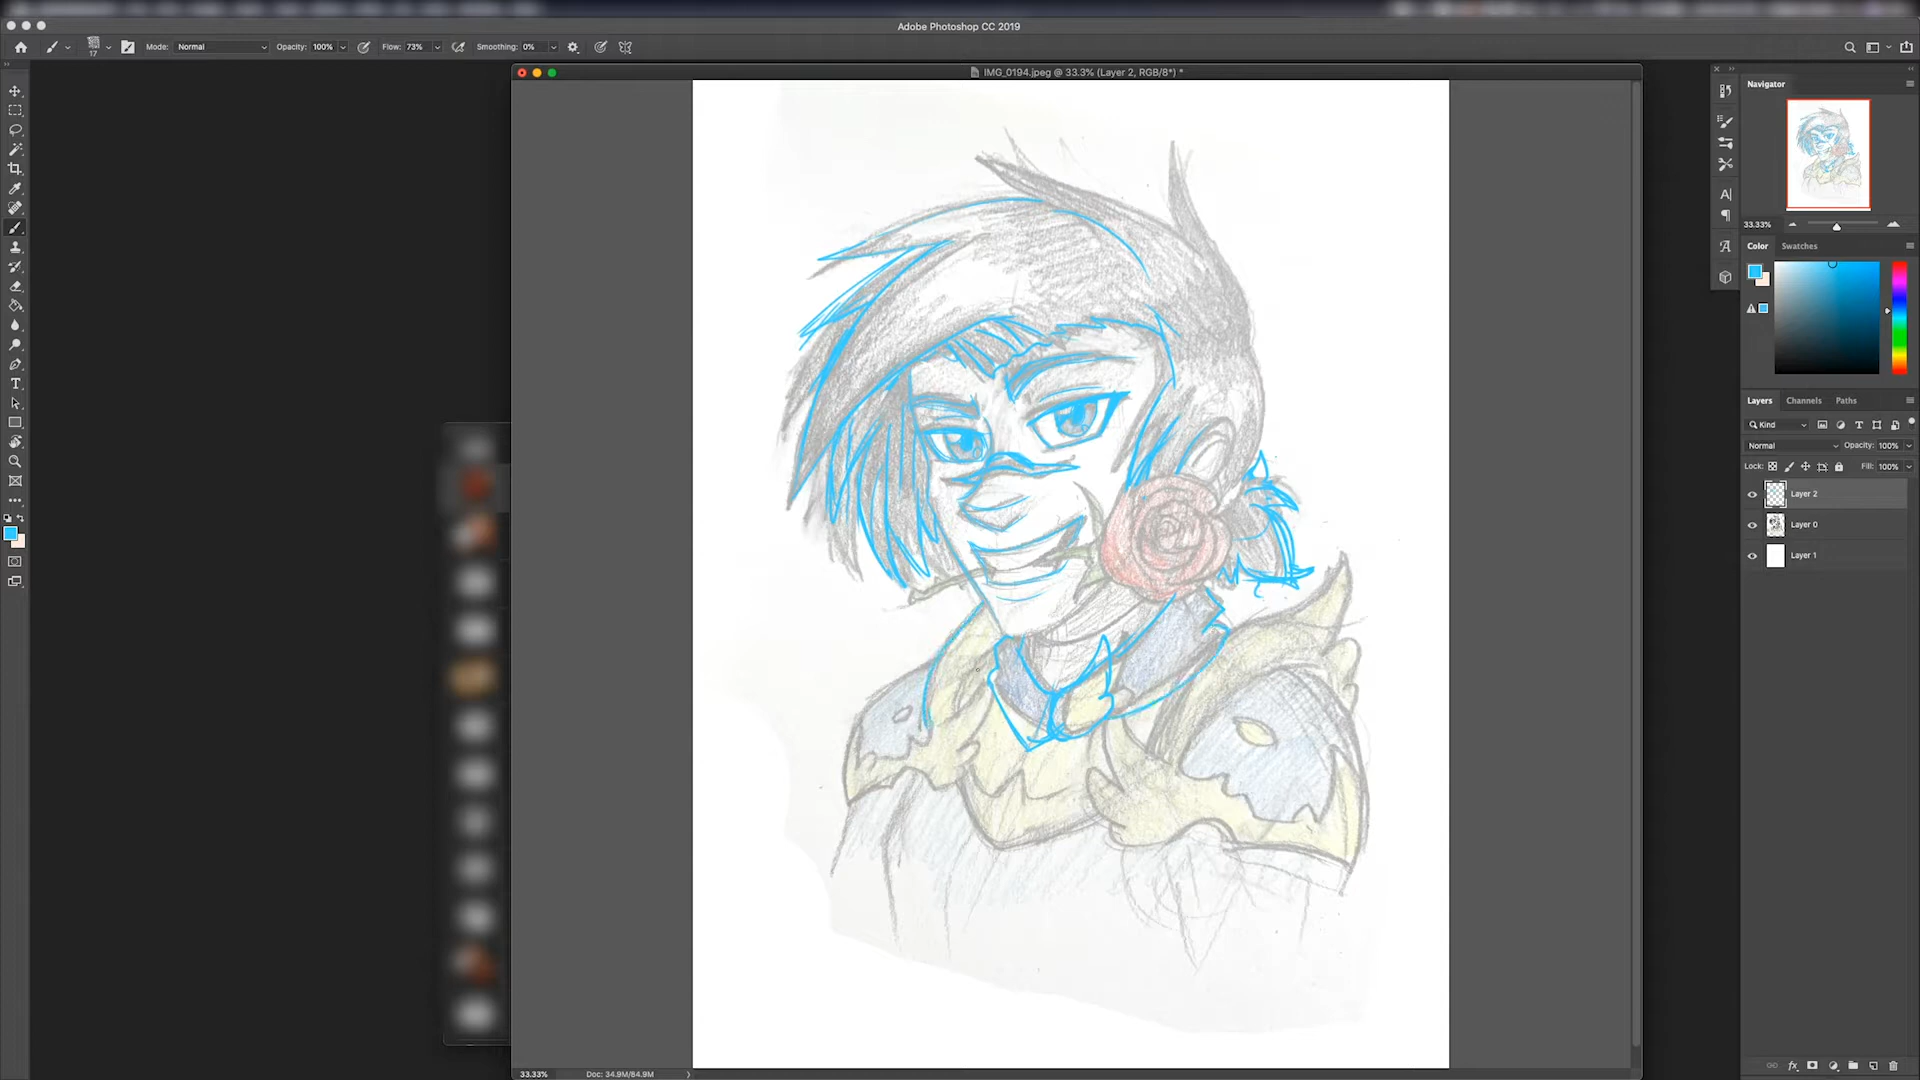 Adobe Photoshop CC 2019
17
Mode: Normal Opacity: 100% Flow: 73% Smoothing: 0%
IMG_0194.jpeg @ 33.3% (Layer 2, RGB/8*) *
Navigator
33.33%
Color Swatches
Layers Channels Paths
Kind
Normal Opacity: 100%
Lock: Fill: 100%
Layer 2
Layer 0
Layer 1
33.33% Doc: 34.9M/84.9M